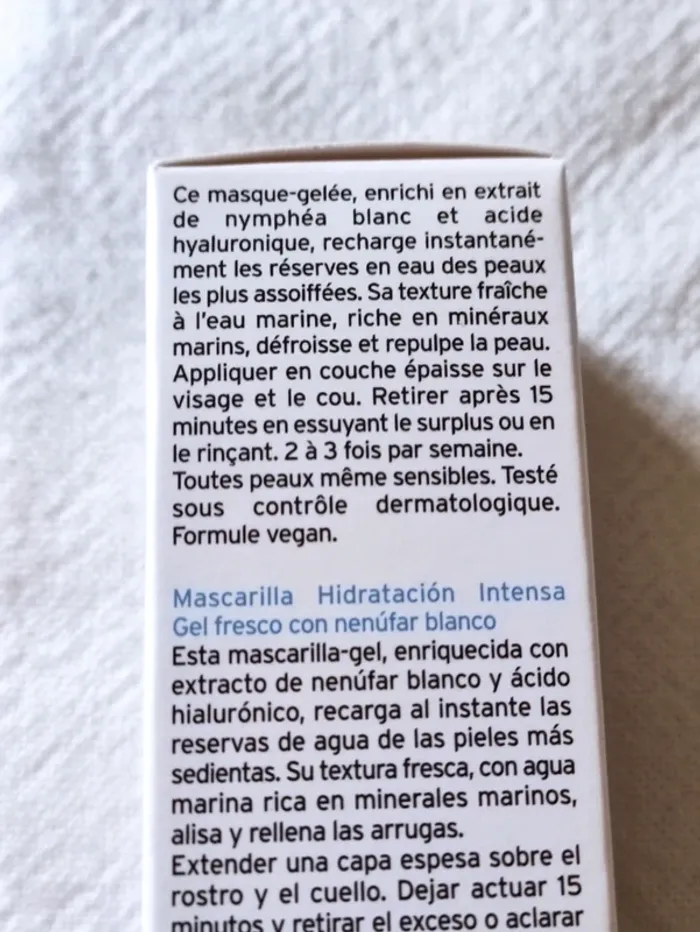 Ce masque-gelée, enrichi en extrait
de nymphéa blanc et acide
hyaluronique, recharge instantané-
ment les réserves en eau des peaux
les plus assoiffées. Sa texture fraîche
à l'eau marine, riche en minéraux
marins, défroisse et repulpe la peau.
Appliquer en couche épaisse sur le
visage et le cou. Retirer après 15
minutes en essuyant le surplus ou en
le rinçant. 2 à 3 fois par semaine.
Toutes peaux même sensibles. Testé
sous contrôle dermatologique.
Formule vegan.
Mascarilla Hidratación Intensa
Gel fresco con nenúfar blanco
Esta mascarilla-gel, enriquecida con
extracto de nenúfar blanco y ácido
hialurónico, recarga al instante las
reservas de agua de las pieles más
sedientas. Su textura fresca, con agua
marina rica en minerales marinos,
alisa y rellena las arrugas.
Extender una capa espesa sobre el
rostro y el cuello. Dejar actuar 15
minutos y retirar el exceso o aclarar